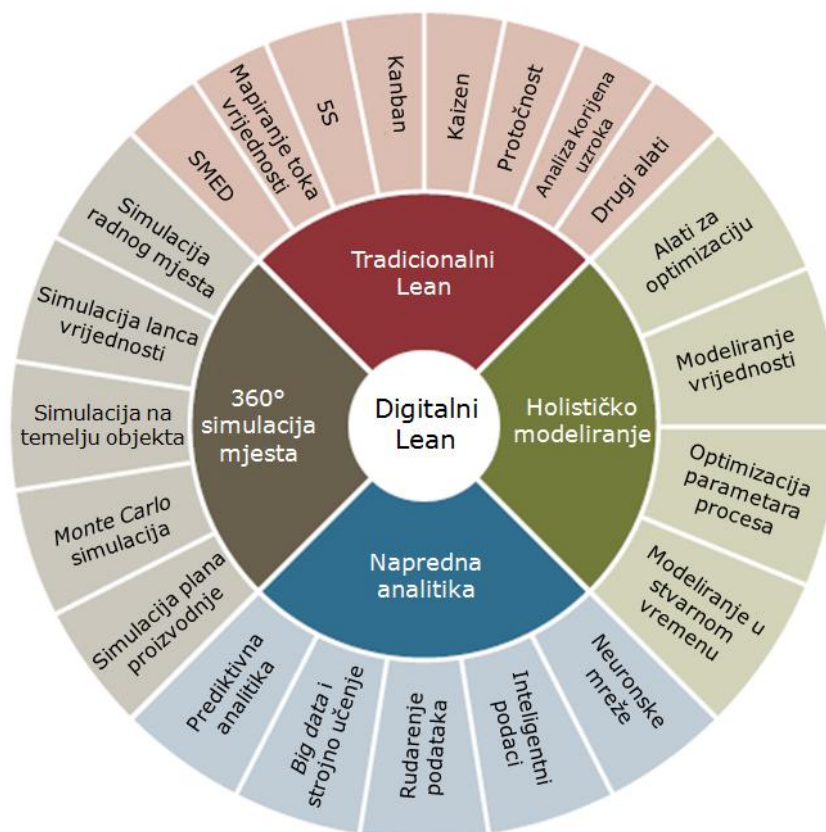 SMED
Mapiranje toka
vrijednosti
5S
Kanban
Kaizen
Protočnost
Analiza korijena
uzroka
Drugi alati
Alati za
optimizaciju
Modeliranje
vrijednosti
Optimizacija
parametara
procesa
Modeliranje u
stvarnom
vremenu
Neuronske
mreže
Inteligentni
podaci
Rudarenje
podataka
Big data i
strojno učenje
Prediktivna
analitika
Simulacija plana
proizvodnje
Monte Carlo
simulacija
Simulacija na
temelju objekta
Simulacija lanca
vrijednosti
Simulacija
radnog mjesta
Tradicionalni
Lean
Holističko
modeliranje
Napredna
analitika
360°
simulacija
mjesta
Digitalni
Lean